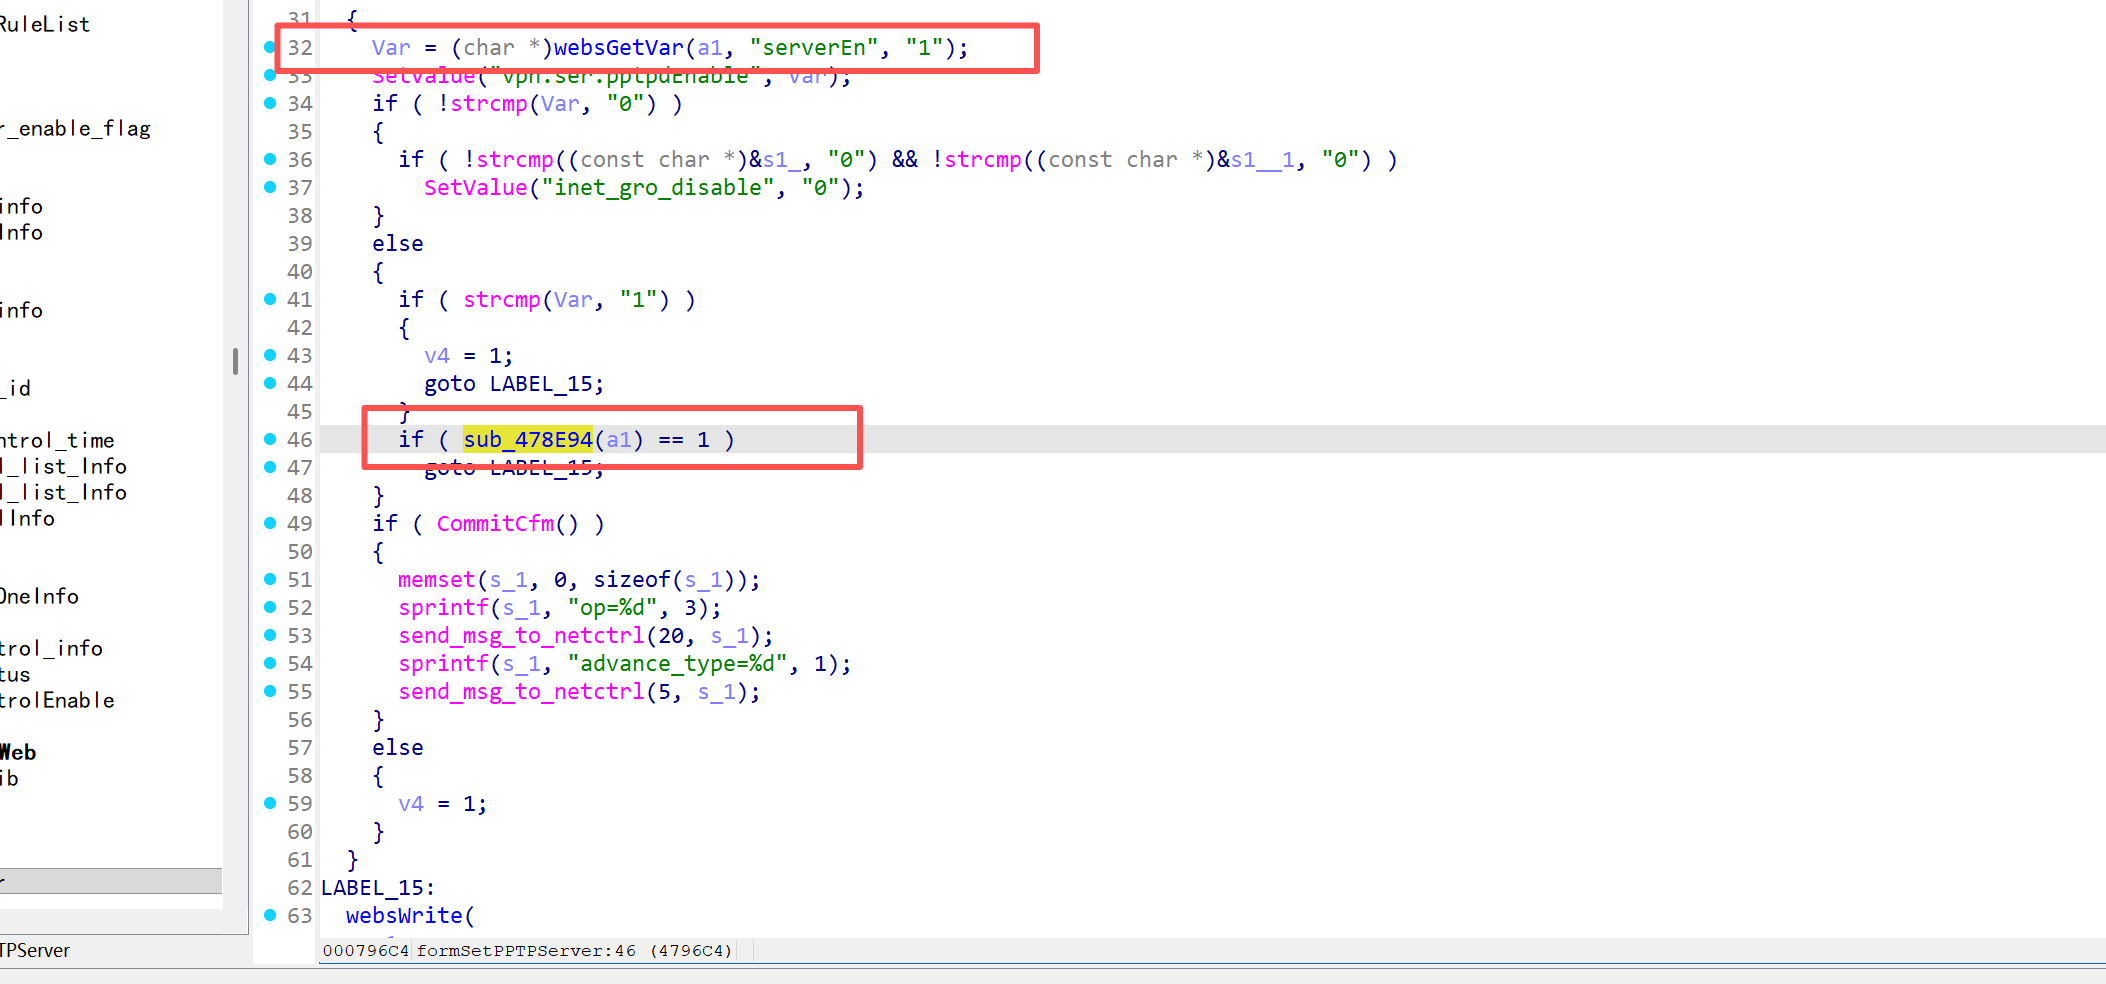 RuleList
r_enable_flag
info
Info
info
_id
ntrol_time
l_list_Info
l_list_Info
lInfo
OneInfo
trol_info
tus
trolEnable
Web
ib
r
TPServer
31 {
32 Var = (char *)websGetVar(a1, "serverEn", "1");
33 SetValue("vpn.ser.pptpdEnable", Var);
34 if ( !strcmp(Var, "0") )
35 {
36 if ( !strcmp((const char *)&s1_, "0") && !strcmp((const char *)&s1__1, "0") )
37 SetValue("inet_gro_disable", "0");
38 }
39 else
40 {
41 if ( strcmp(Var, "1") )
42 {
43 v4 = 1;
44 goto LABEL_15;
45 }
46 if ( sub_478E94(a1) == 1 )
47 goto LABEL_15;
48 }
49 if ( CommitCfm() )
50 {
51 memset(s_1, 0, sizeof(s_1));
52 sprintf(s_1, "op=%d", 3);
53 send_msg_to_netctrl(20, s_1);
54 sprintf(s_1, "advance_type=%d", 1);
55 send_msg_to_netctrl(5, s_1);
56 }
57 else
58 {
59 v4 = 1;
60 }
61 }
62 LABEL_15:
63 websWrite(
000796C4 formSetPPTPServer:46 (4796C4)